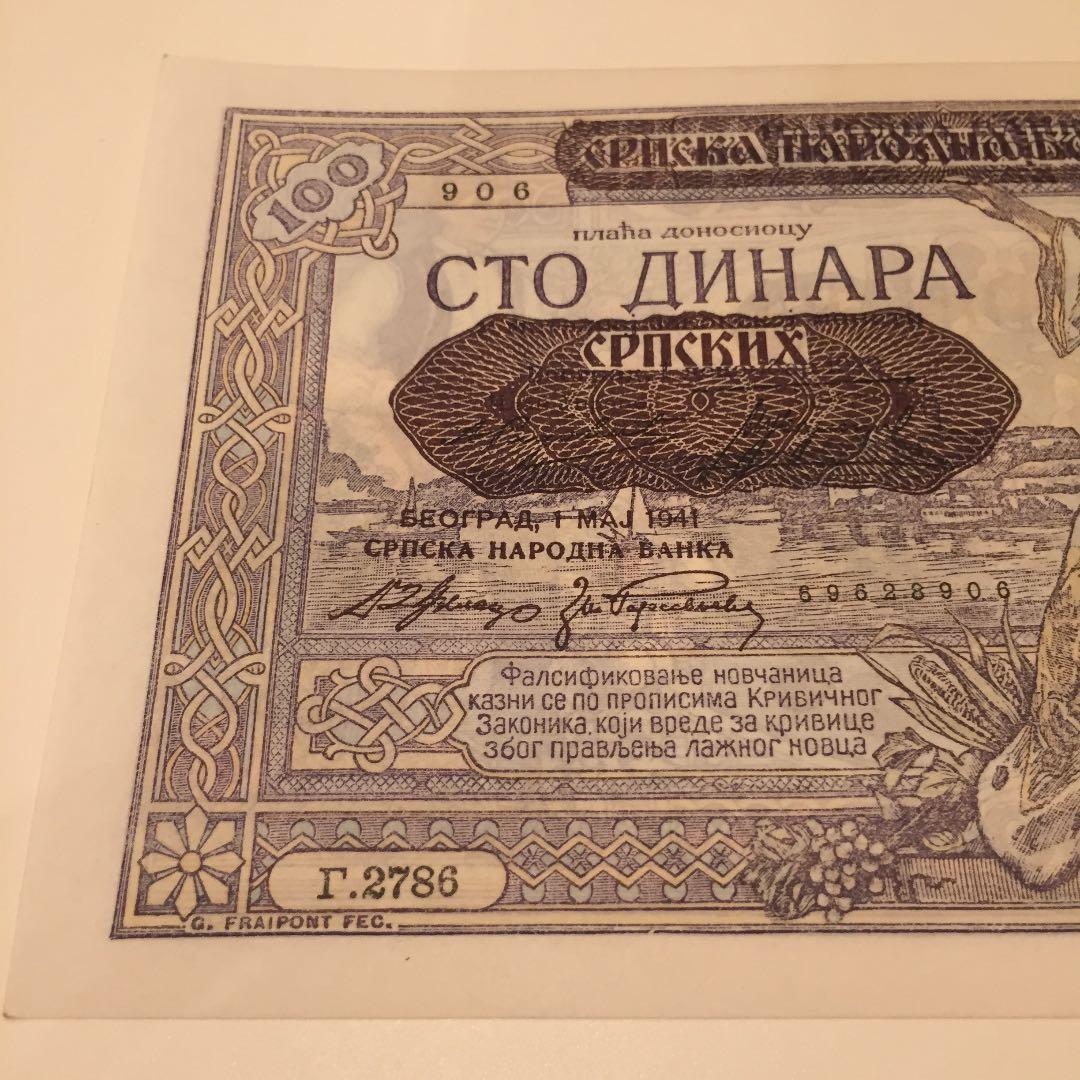 100
906
СРПСКА НАРОДНА
плаћа доносиоцу
СТО ДИНАРА
СРПСКИХ
БЕОГРАД, 1 МАЈ 1941
СРПСКА НАРОДНА БАНКА
69628906
Фалсификовање новчаница
казни се по прописима Кривичног
Законика, који вреде за кривице
због прављења лажног новца
Г.2786
G. FRAIPONT FEC.